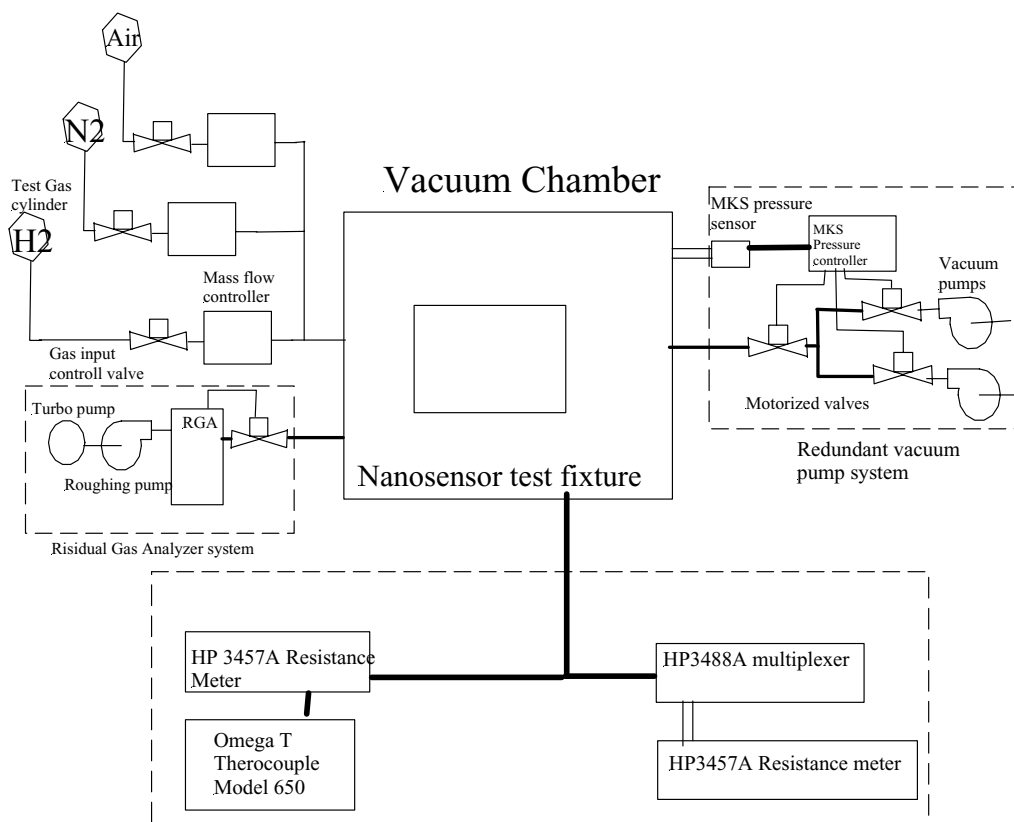 Air
N2
Test Gas
cylinder
H2
Mass flow
controller
Gas input
controll valve
Vacuum Chamber
Nanosensor test fixture
MKS pressure
sensor
MKS
Pressure
controller
Vacuum
pumps
Motorized valves
Redundant vacuum
pump system
Turbo pump
RGA
Roughing pump
Risidual Gas Analyzer system
HP 3457A Resistance
Meter
Omega T
Therocouple
Model 650
HP3488A multiplexer
HP3457A Resistance meter